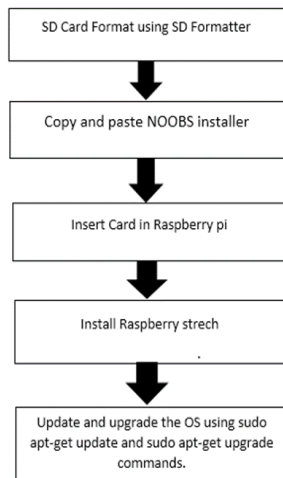 SD Card Format using SD Formatter
Copy and paste NOOBS installer
Insert Card in Raspberry pi
Install Raspberry strech
Update and upgrade the OS using sudo
apt-get update and sudo apt-get upgrade
commands.